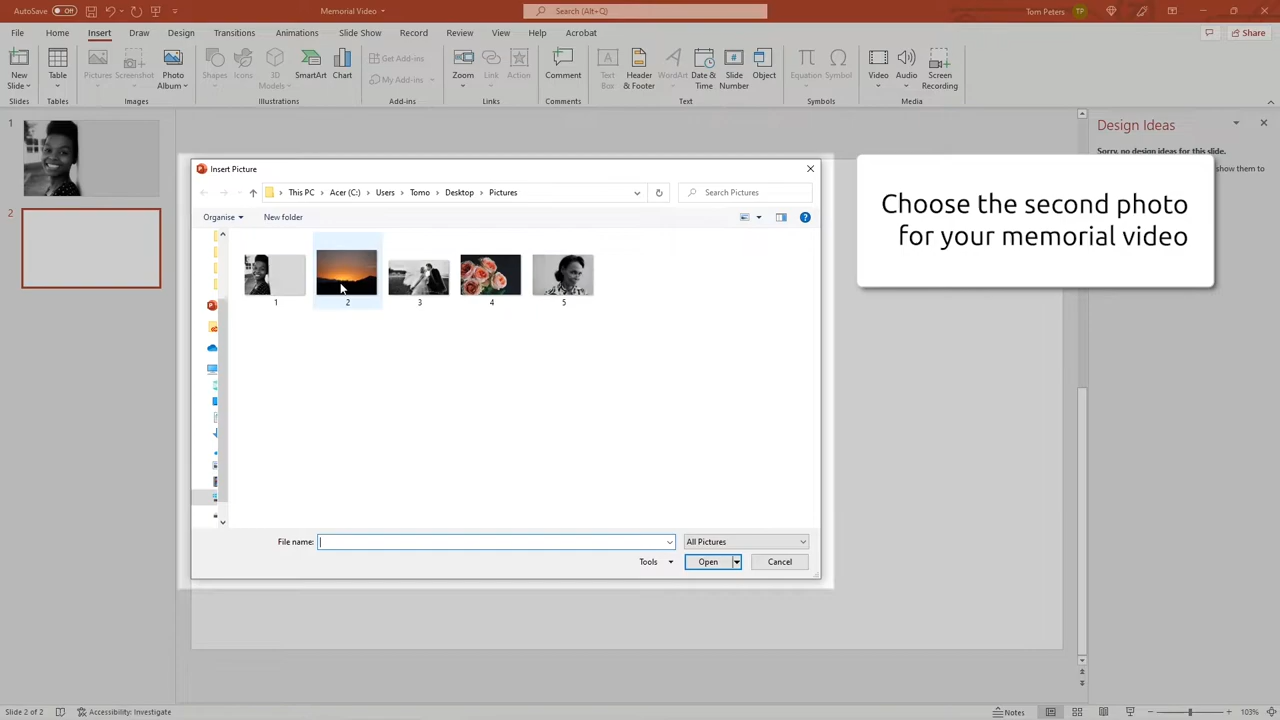 AutoSave Off Memorial Video Search (Alt+Q) Tom Peters TP
File Home Insert Draw Design Transitions Animations Slide Show Record Review View Help Acrobat Share
New Slide Table Pictures Screenshot Photo Album Shapes Icons 3D Models SmartArt Chart Get Add-ins My Add-ins Zoom Link Action Comment Text Box Header & Footer WordArt Date & Time Slide Number Object Equation Symbol Video Audio Screen Recording
Slides Tables Images Illustrations Add-ins Links Comments Text Symbols Media
1
2
Design Ideas
Sorry, no design ideas for this slide.
show them to
Insert Picture
This PC Acer (C:) Users Tomo Desktop Pictures Search Pictures
Organise New folder
1 2 3 4 5
File name: All Pictures
Tools Open Cancel
Choose the second photo
for your memorial video
Slide 2 of 2 Accessibility: Investigate Notes 103%